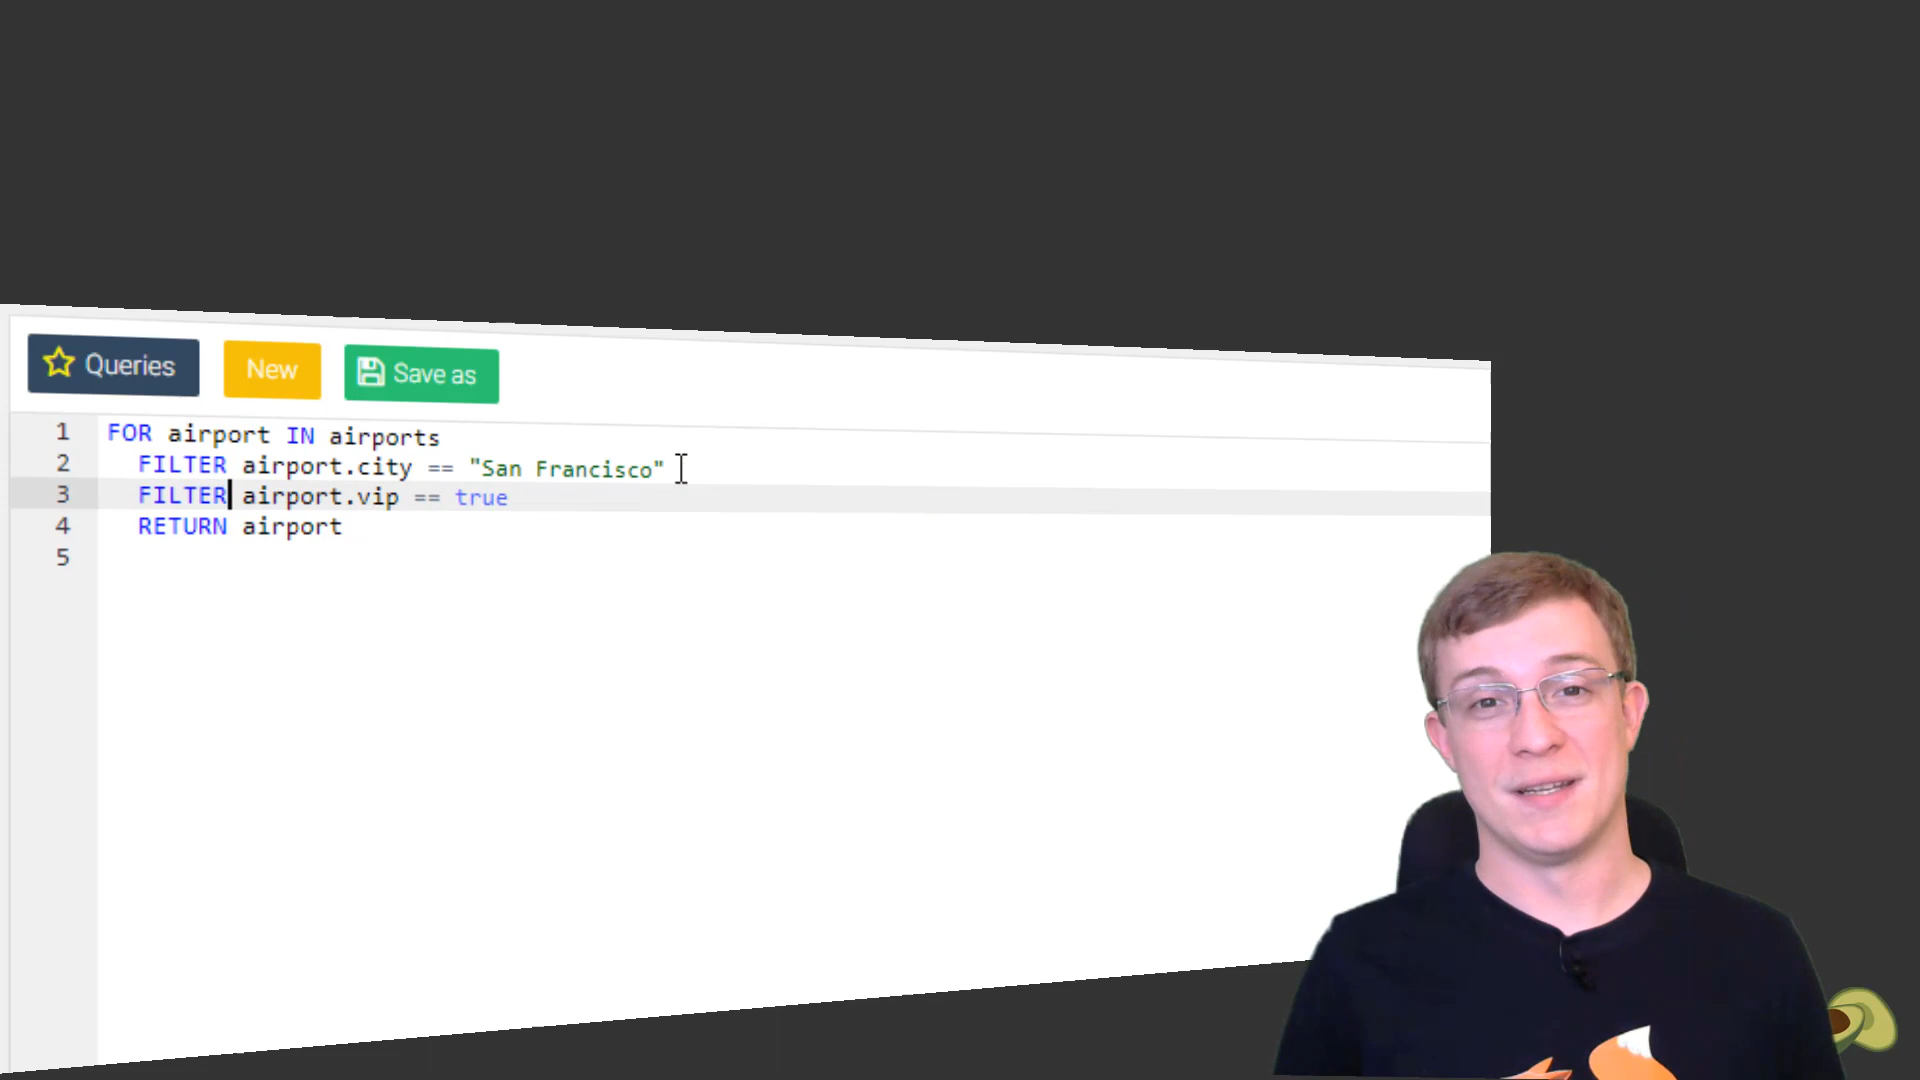 Queries New Save as
1 FOR airport IN airports
2 FILTER airport.city == "San Francisco"
3 FILTER airport.vip == true
4 RETURN airport
5